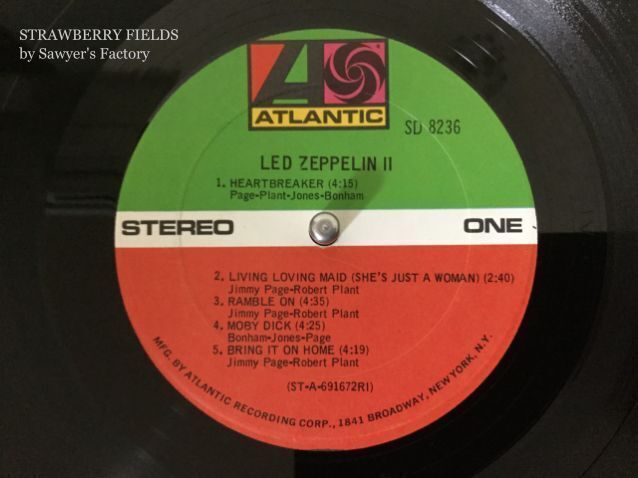 STRAWBERRY FIELDS
by Sawyer's Factory
ATLANTIC
SD 8236
LED ZEPPELIN II
1. HEARTBREAKER (4:15)
Page-Plant-Jones-Bonham
STEREO
ONE
2. LIVING LOVING MAID (SHE'S JUST A WOMAN) (2:40)
Jimmy Page-Robert Plant
3. RAMBLE ON (4:35)
Jimmy Page-Robert Plant
4. MOBY DICK (4:25)
Bonham-Jones-Page
5. BRING IT ON HOME (4:19)
Jimmy Page-Robert Plant
(ST-A-691672RI)
MFG. BY ATLANTIC RECORDING CORP., 1841 BROADWAY, NEW YORK, N.Y.